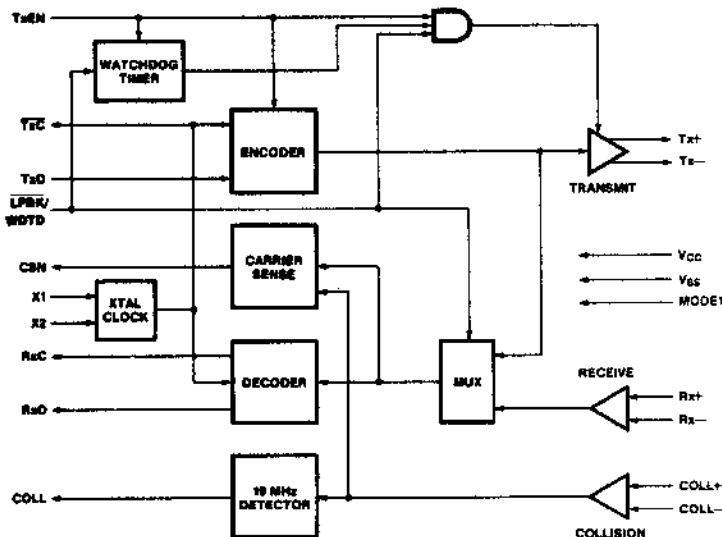 TxEN
WATCHDOG
TIMER
TxC
ENCODER
Tx+
Tx–
TxD
TRANSMIT
LPBK/
WDTD
CARRIER
SENSE
CSN
VCC
VSS
MODE1
X1
XTAL
CLOCK
X2
RxC
DECODER
MUX
RECEIVE
Rx+
Rx–
RxD
COLL
10 MHz
DETECTOR
COLL+
COLL–
COLLISION